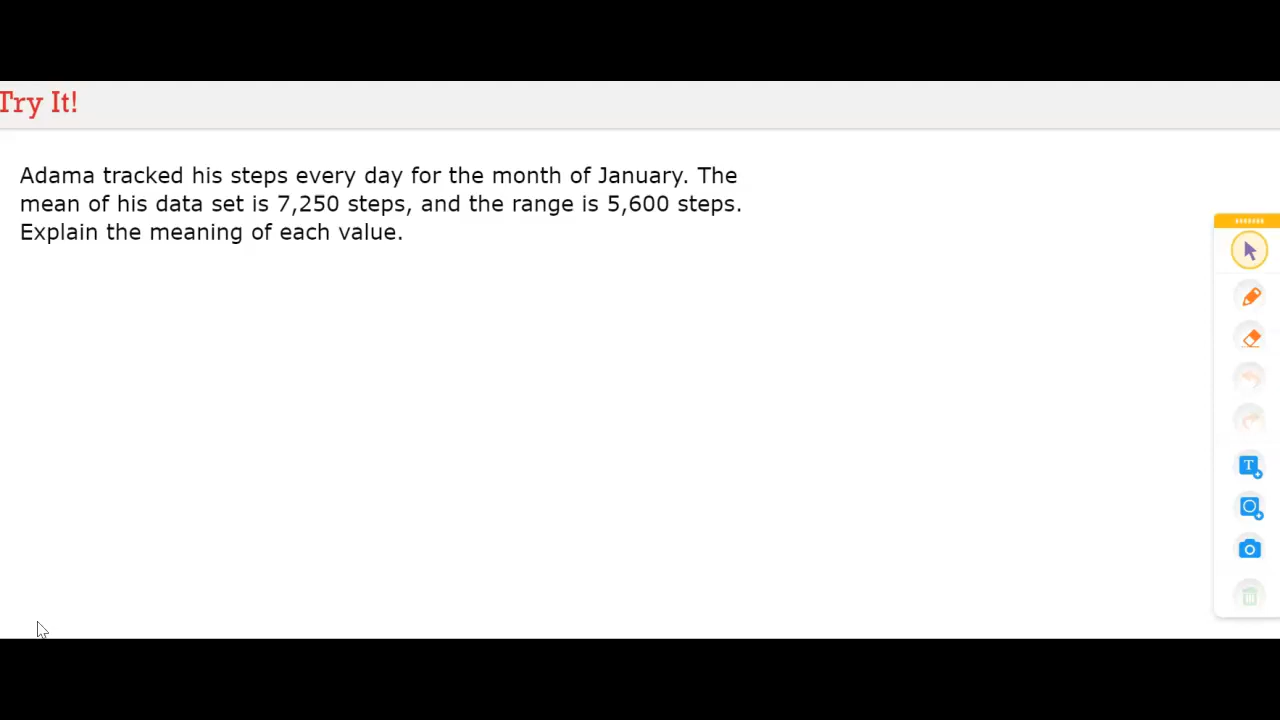 Try It!
Adama tracked his steps every day for the month of January. The
mean of his data set is 7,250 steps, and the range is 5,600 steps.
Explain the meaning of each value.
T